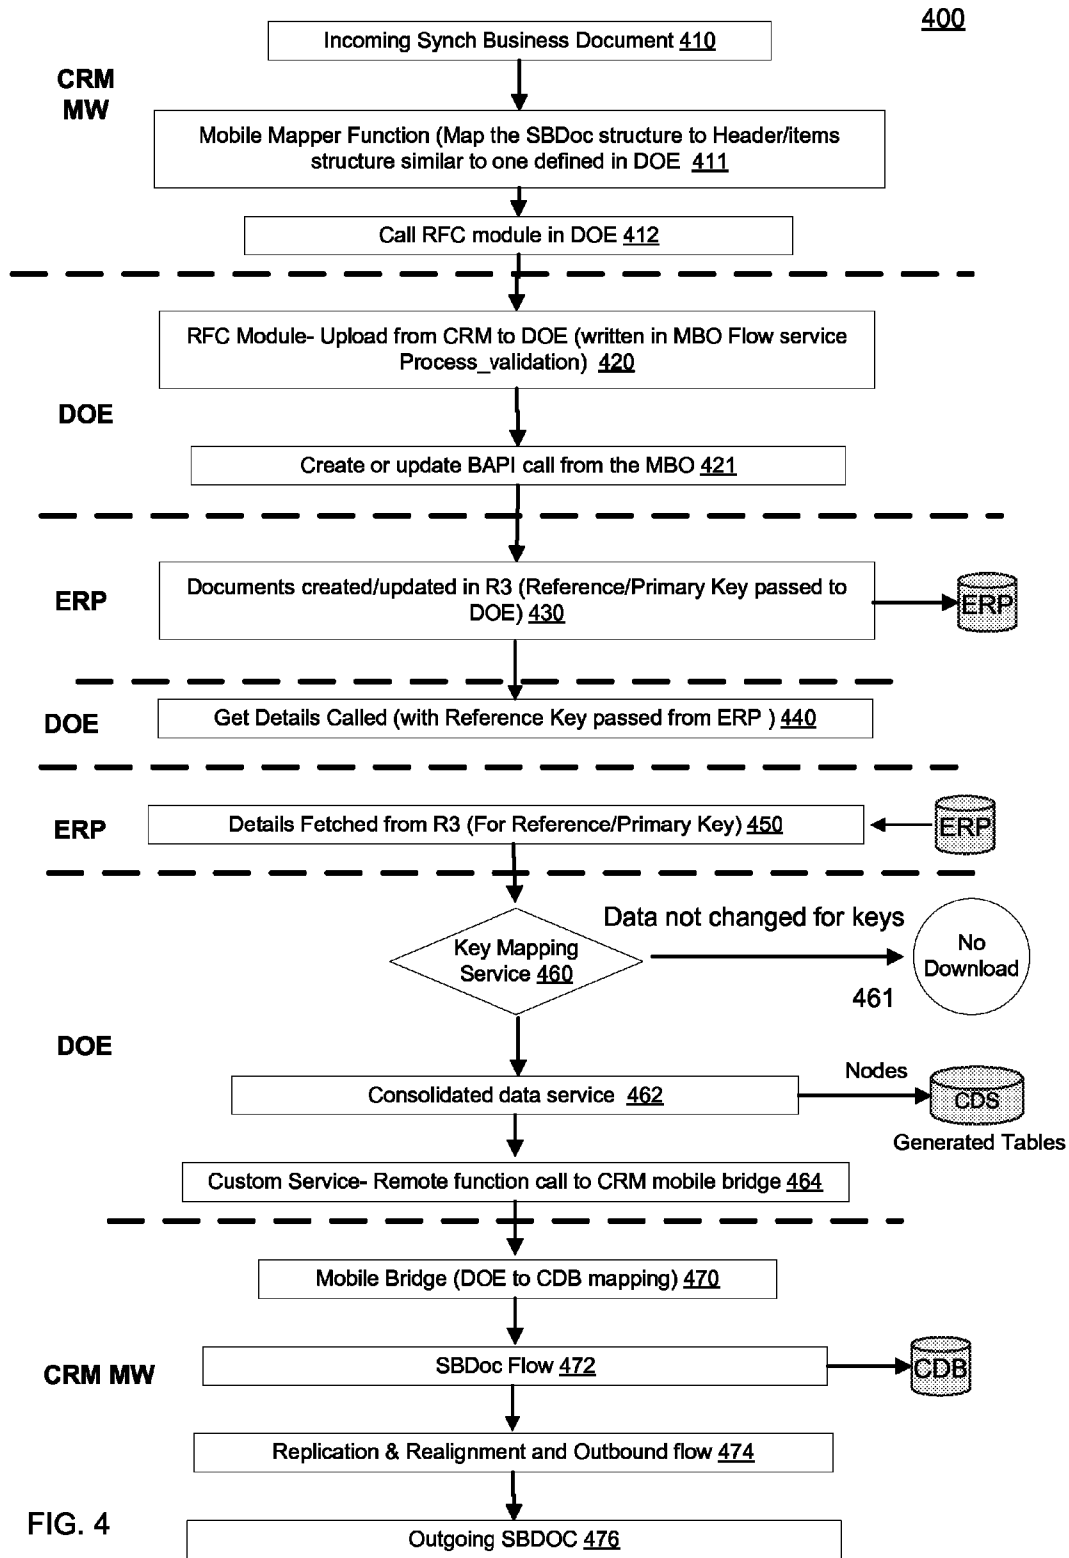 400
Incoming Synch Business Document 410
CRM
MW
Mobile Mapper Function (Map the SBDoc structure to Header/items
structure similar to one defined in DOE 411
Call RFC module in DOE 412
RFC Module- Upload from CRM to DOE (written in MBO Flow service
Process_validation) 420
DOE
Create or update BAPI call from the MBO 421
ERP
Documents created/updated in R3 (Reference/Primary Key passed to
DOE) 430
ERP
DOE
Get Details Called (with Reference Key passed from ERP ) 440
ERP
Details Fetched from R3 (For Reference/Primary Key) 450
ERP
Data not changed for keys
Key Mapping
Service 460
No
Download
461
DOE
Nodes
Consolidated data service 462
CDS
Generated Tables
Custom Service- Remote function call to CRM mobile bridge 464
Mobile Bridge (DOE to CDB mapping) 470
CRM MW
SBDoc Flow 472
CDB
Replication & Realignment and Outbound flow 474
FIG. 4
Outgoing SBDOC 476